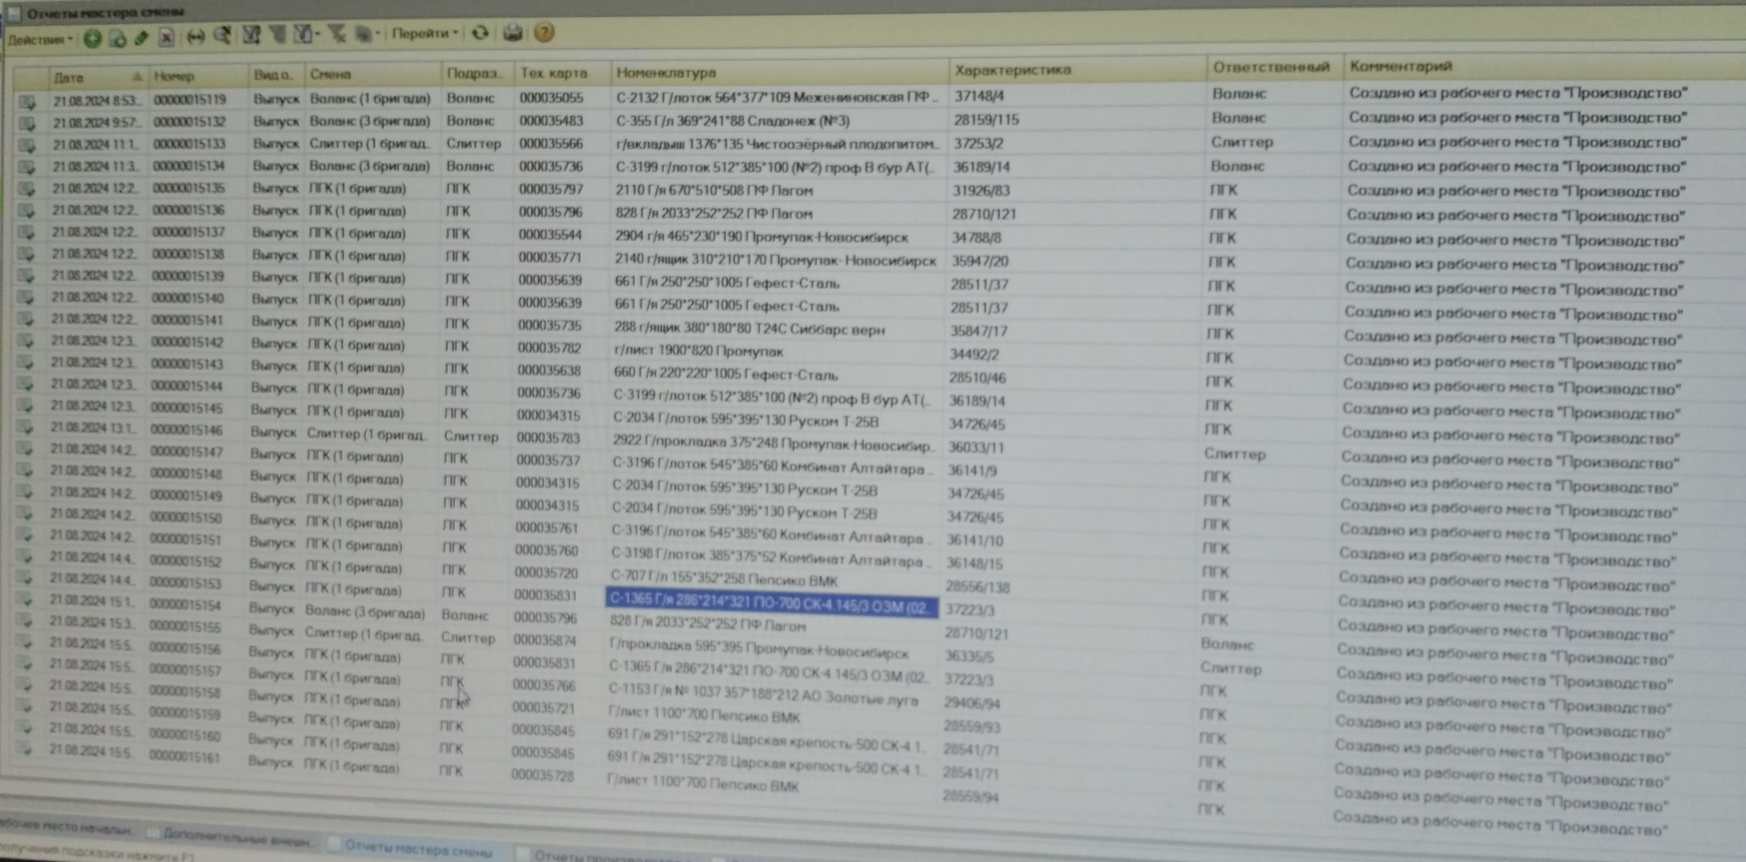 Отчеты мастера смены
Действия Перейти
Дата Номер Вид о.. Смена Подраз.. Тех. карта Номенклатура Характеристика Ответственный Комментарий
21.08.2024 8:53.. 00000015119 Выпуск Воланс (1 бригада) Воланс 000035055 С-2132 Г/лоток 564*377*109 Межениновская ПФ .. 37148/4 Воланс Создано из рабочего места "Производство"
21.08.2024 9:57.. 00000015132 Выпуск Воланс (3 бригада) Воланс 000035483 С-355 Г/л 369*241*88 Сладонеж (№3) 28159/115 Воланс Создано из рабочего места "Производство"
21.08.2024 11:1.. 00000015133 Выпуск Слиттер (1 бригад.. Слиттер 000035566 г/вкладыш 1376*135 Чистоозёрный плодопитом.. 37253/2 Слиттер Создано из рабочего места "Производство"
21.08.2024 11:3.. 00000015134 Выпуск Воланс (3 бригада) Воланс 000035736 С-3199 г/лоток 512*385*100 (№2) проф В бур АТ(.. 36189/14 Воланс Создано из рабочего места "Производство"
21.08.2024 12:2.. 00000015135 Выпуск ПГК (1 бригада) ПГК 000035797 2110 Г/я 670*510*508 ПФ Лагом 31926/83 ПГК Создано из рабочего места "Производство"
21.08.2024 12:2.. 00000015136 Выпуск ПГК (1 бригада) ПГК 000035796 828 Г/я 2033*252*252 ПФ Лагом 28710/121 ПГК Создано из рабочего места "Производство"
21.08.2024 12:2.. 00000015137 Выпуск ПГК (1 бригада) ПГК 000035544 2904 г/я 465*230*190 Промупак-Новосибирск 34788/8 ПГК Создано из рабочего места "Производство"
21.08.2024 12:2.. 00000015138 Выпуск ПГК (1 бригада) ПГК 000035771 2140 г/ящик 310*210*170 Промупак- Новосибирск 35947/20 ПГК Создано из рабочего места "Производство"
21.08.2024 12:2.. 00000015139 Выпуск ПГК (1 бригада) ПГК 000035639 661 Г/я 250*250*1005 Гефест-Сталь 28511/37 ПГК Создано из рабочего места "Производство"
21.08.2024 12:2.. 00000015140 Выпуск ПГК (1 бригада) ПГК 000035639 661 Г/я 250*250*1005 Гефест-Сталь 28511/37 ПГК Создано из рабочего места "Производство"
21.08.2024 12:2.. 00000015141 Выпуск ПГК (1 бригада) ПГК 000035735 288 г/ящик 380*180*80 Т24С Сиббарс верн 35847/17 ПГК Создано из рабочего места "Производство"
21.08.2024 12:3.. 00000015142 Выпуск ПГК (1 бригада) ПГК 000035782 г/лист 1900*820 Промупак 34492/2 ПГК Создано из рабочего места "Производство"
21.08.2024 12:3.. 00000015143 Выпуск ПГК (1 бригада) ПГК 000035638 660 Г/я 220*220*1005 Гефест-Сталь 28510/46 ПГК Создано из рабочего места "Производство"
21.08.2024 12:3.. 00000015144 Выпуск ПГК (1 бригада) ПГК 000035736 С-3199 г/лоток 512*385*100 (№2) проф В бур АТ(.. 36189/14 ПГК Создано из рабочего места "Производство"
21.08.2024 12:3.. 00000015145 Выпуск ПГК (1 бригада) ПГК 000034315 С-2034 Г/лоток 595*395*130 Руском Т-25В 34726/45 ПГК Создано из рабочего места "Производство"
21.08.2024 13:1.. 00000015146 Выпуск Слиттер (1 бригад.. Слиттер 000035783 2922 Г/прокладка 375*248 Промупак-Новосибир.. 36033/11 Слиттер Создано из рабочего места "Производство"
21.08.2024 14:2.. 00000015147 Выпуск ПГК (1 бригада) ПГК 000035737 С-3196 Г/лоток 545*385*60 Комбинат Алтайтара .. 36141/9 ПГК Создано из рабочего места "Производство"
21.08.2024 14:2.. 00000015148 Выпуск ПГК (1 бригада) ПГК 000034315 С-2034 Г/лоток 595*395*130 Руском Т-25В 34726/45 ПГК Создано из рабочего места "Производство"
21.08.2024 14:2.. 00000015149 Выпуск ПГК (1 бригада) ПГК 000034315 С-2034 Г/лоток 595*395*130 Руском Т-25В 34726/45 ПГК Создано из рабочего места "Производство"
21.08.2024 14:2.. 00000015150 Выпуск ПГК (1 бригада) ПГК 000035761 С-3196 Г/лоток 545*385*60 Комбинат Алтайтара .. 36141/10 ПГК Создано из рабочего места "Производство"
21.08.2024 14:2.. 00000015151 Выпуск ПГК (1 бригада) ПГК 000035760 С-3198 Г/лоток 385*375*52 Комбинат Алтайтара .. 36148/15 ПГК Создано из рабочего места "Производство"
21.08.2024 14:4.. 00000015152 Выпуск ПГК (1 бригада) ПГК 000035720 С-707 Г/л 155*352*258 Пепсико ВМК 28556/138 ПГК Создано из рабочего места "Производство"
21.08.2024 14:4.. 00000015153 Выпуск ПГК (1 бригада) ПГК 000035831 С-1365 Г/я 286*214*321 ПО-700 СК-4.145/3 ОЗМ (02.. 37223/3 ПГК Создано из рабочего места "Производство"
21.08.2024 15:1.. 00000015154 Выпуск Воланс (3 бригада) Воланс 000035796 828 Г/я 2033*252*252 ПФ Лагом 28710/121 Воланс Создано из рабочего места "Производство"
21.08.2024 15:3.. 00000015155 Выпуск Слиттер (1 бригад.. Слиттер 000035874 Г/прокладка 595*395 Промупак-Новосибирск 36335/5 Слиттер Создано из рабочего места "Производство"
21.08.2024 15:5.. 00000015156 Выпуск ПГК (1 бригада) ПГК 000035831 С-1365 Г/я 286*214*321 ПО-700 СК-4.145/3 ОЗМ (02.. 37223/3 ПГК Создано из рабочего места "Производство"
21.08.2024 15:5.. 00000015157 Выпуск ПГК (1 бригада) ПГК 000035766 С-1153 Г/я № 1037 357*188*212 АО Золотые луга 29406/94 ПГК Создано из рабочего места "Производство"
21.08.2024 15:5.. 00000015158 Выпуск ПГК (1 бригада) ПГК 000035721 Г/лист 1100*700 Пепсико ВМК 28559/93 ПГК Создано из рабочего места "Производство"
21.08.2024 15:5.. 00000015159 Выпуск ПГК (1 бригада) ПГК 000035845 691 Г/я 291*152*278 Царская крепость-500 СК-4.1.. 28541/71 ПГК Создано из рабочего места "Производство"
21.08.2024 15:5.. 00000015160 Выпуск ПГК (1 бригада) ПГК 000035845 691 Г/я 291*152*278 Царская крепость-500 СК-4.1.. 28541/71 ПГК Создано из рабочего места "Производство"
21.08.2024 15:5.. 00000015161 Выпуск ПГК (1 бригада) ПГК 000035728 Г/лист 1100*700 Пепсико ВМК 28559/94 ПГК Создано из рабочего места "Производство"
абочее место начальн.. Дополнительные внешн.. Отчеты мастера смены Отчеты
получения подсказки нажмите F1